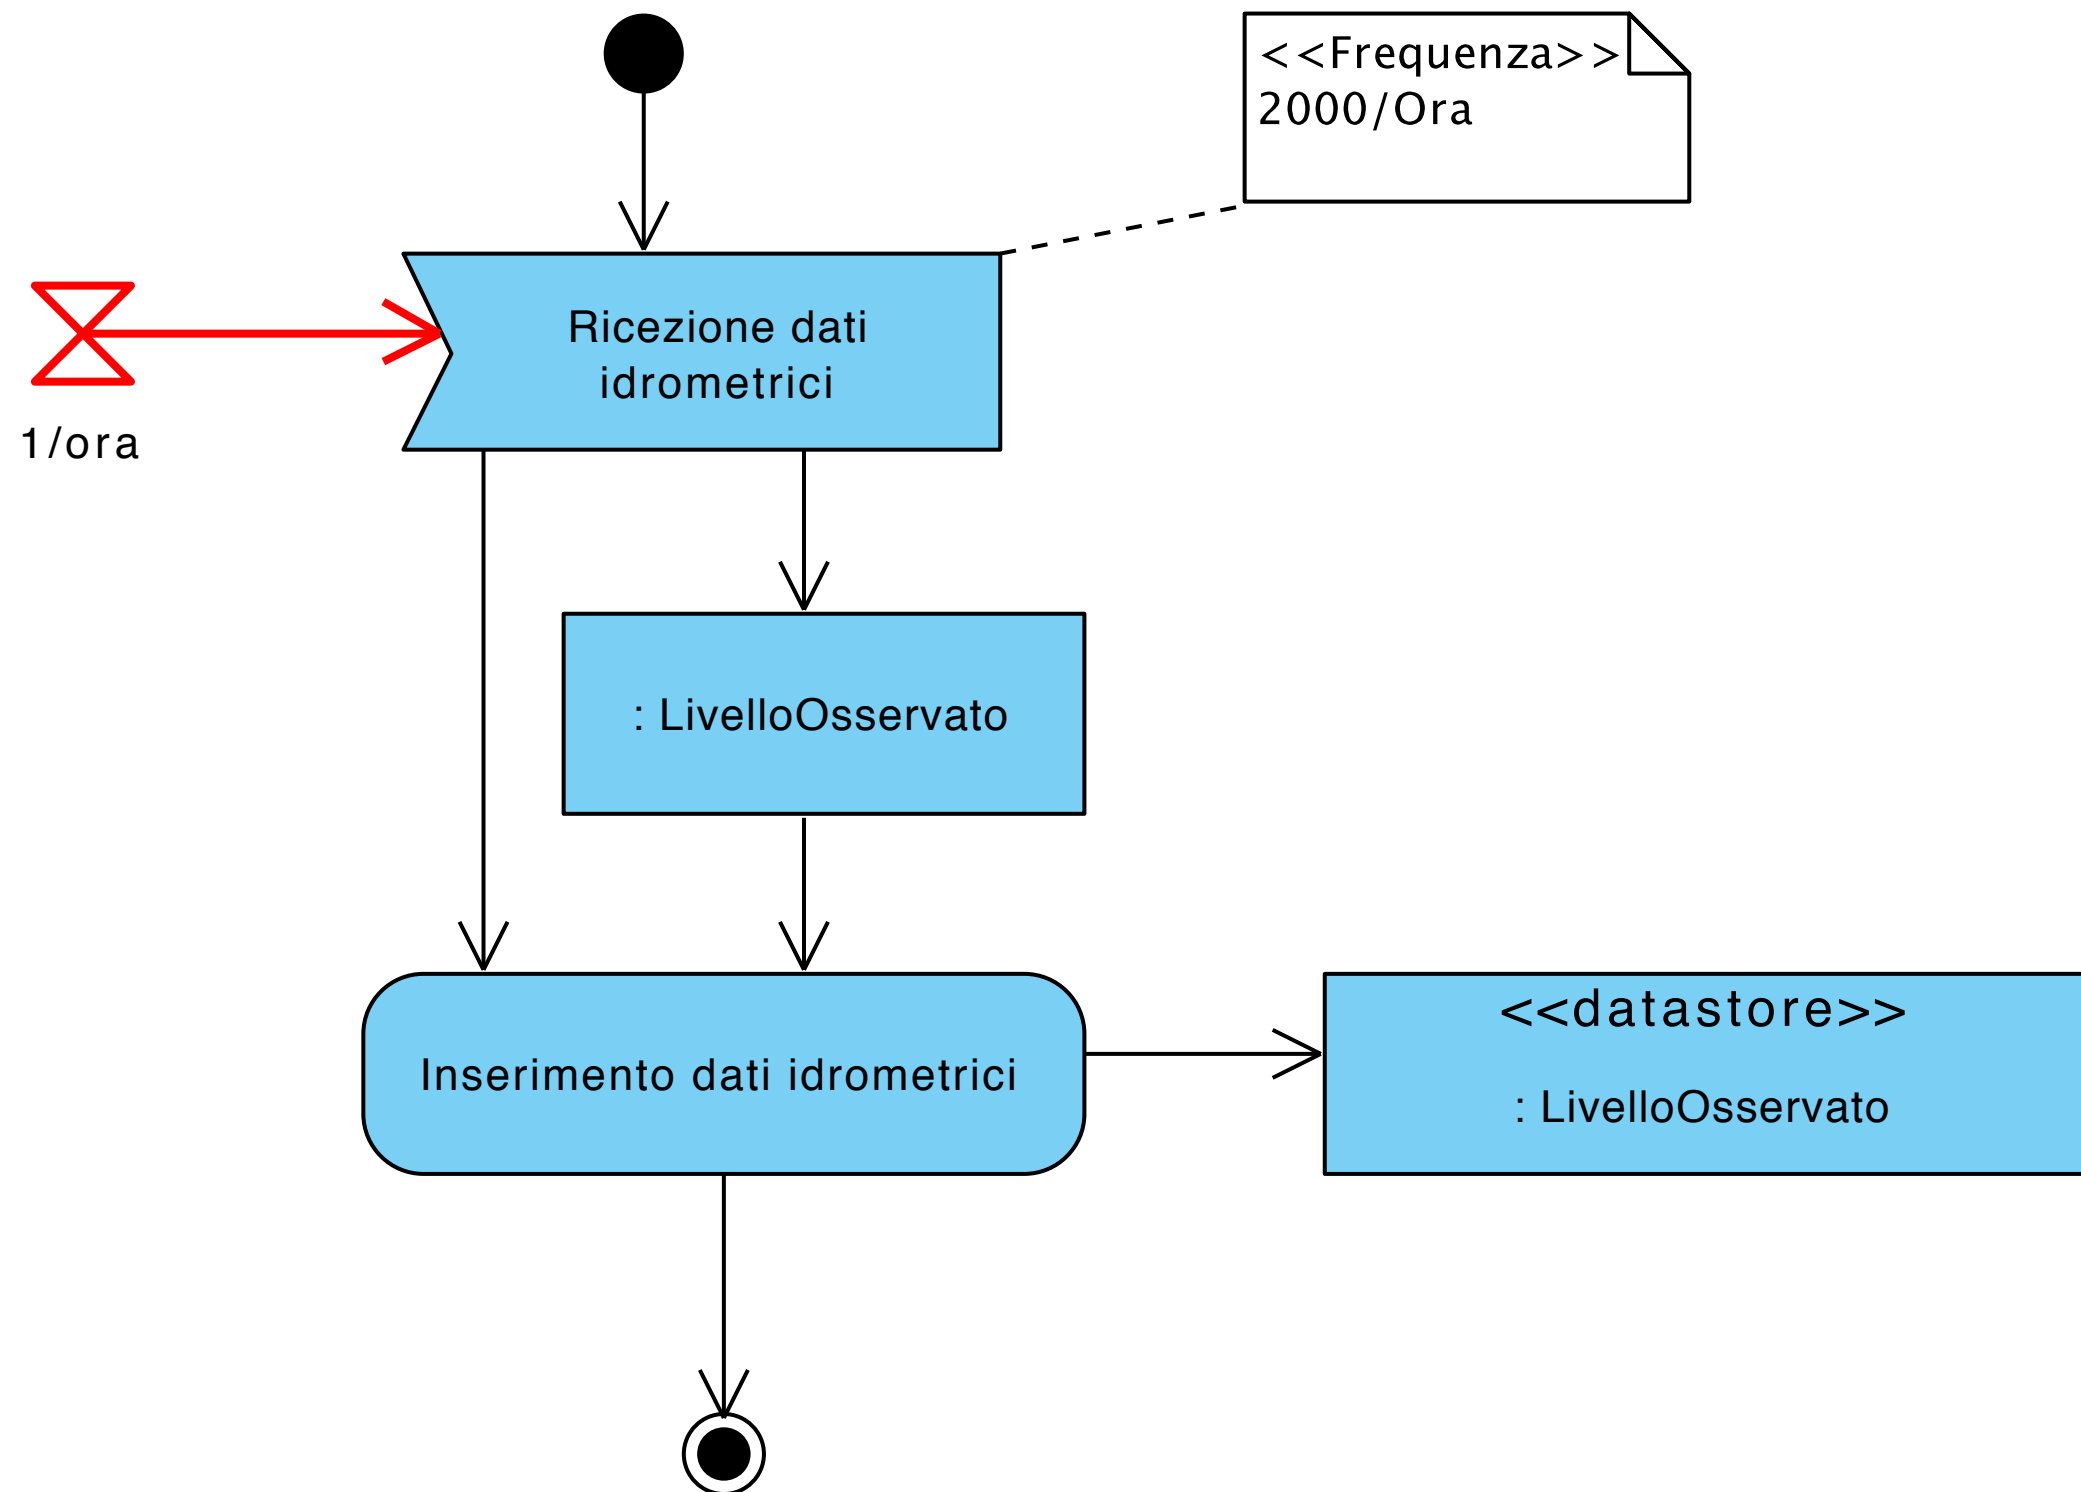 <<Frequenza>>
2000/Ora
Ricezione dati
idrometrici
1/ora
: LivelloOsservato
<<datastore>>
Inserimento dati idrometrici
: LivelloOsservato